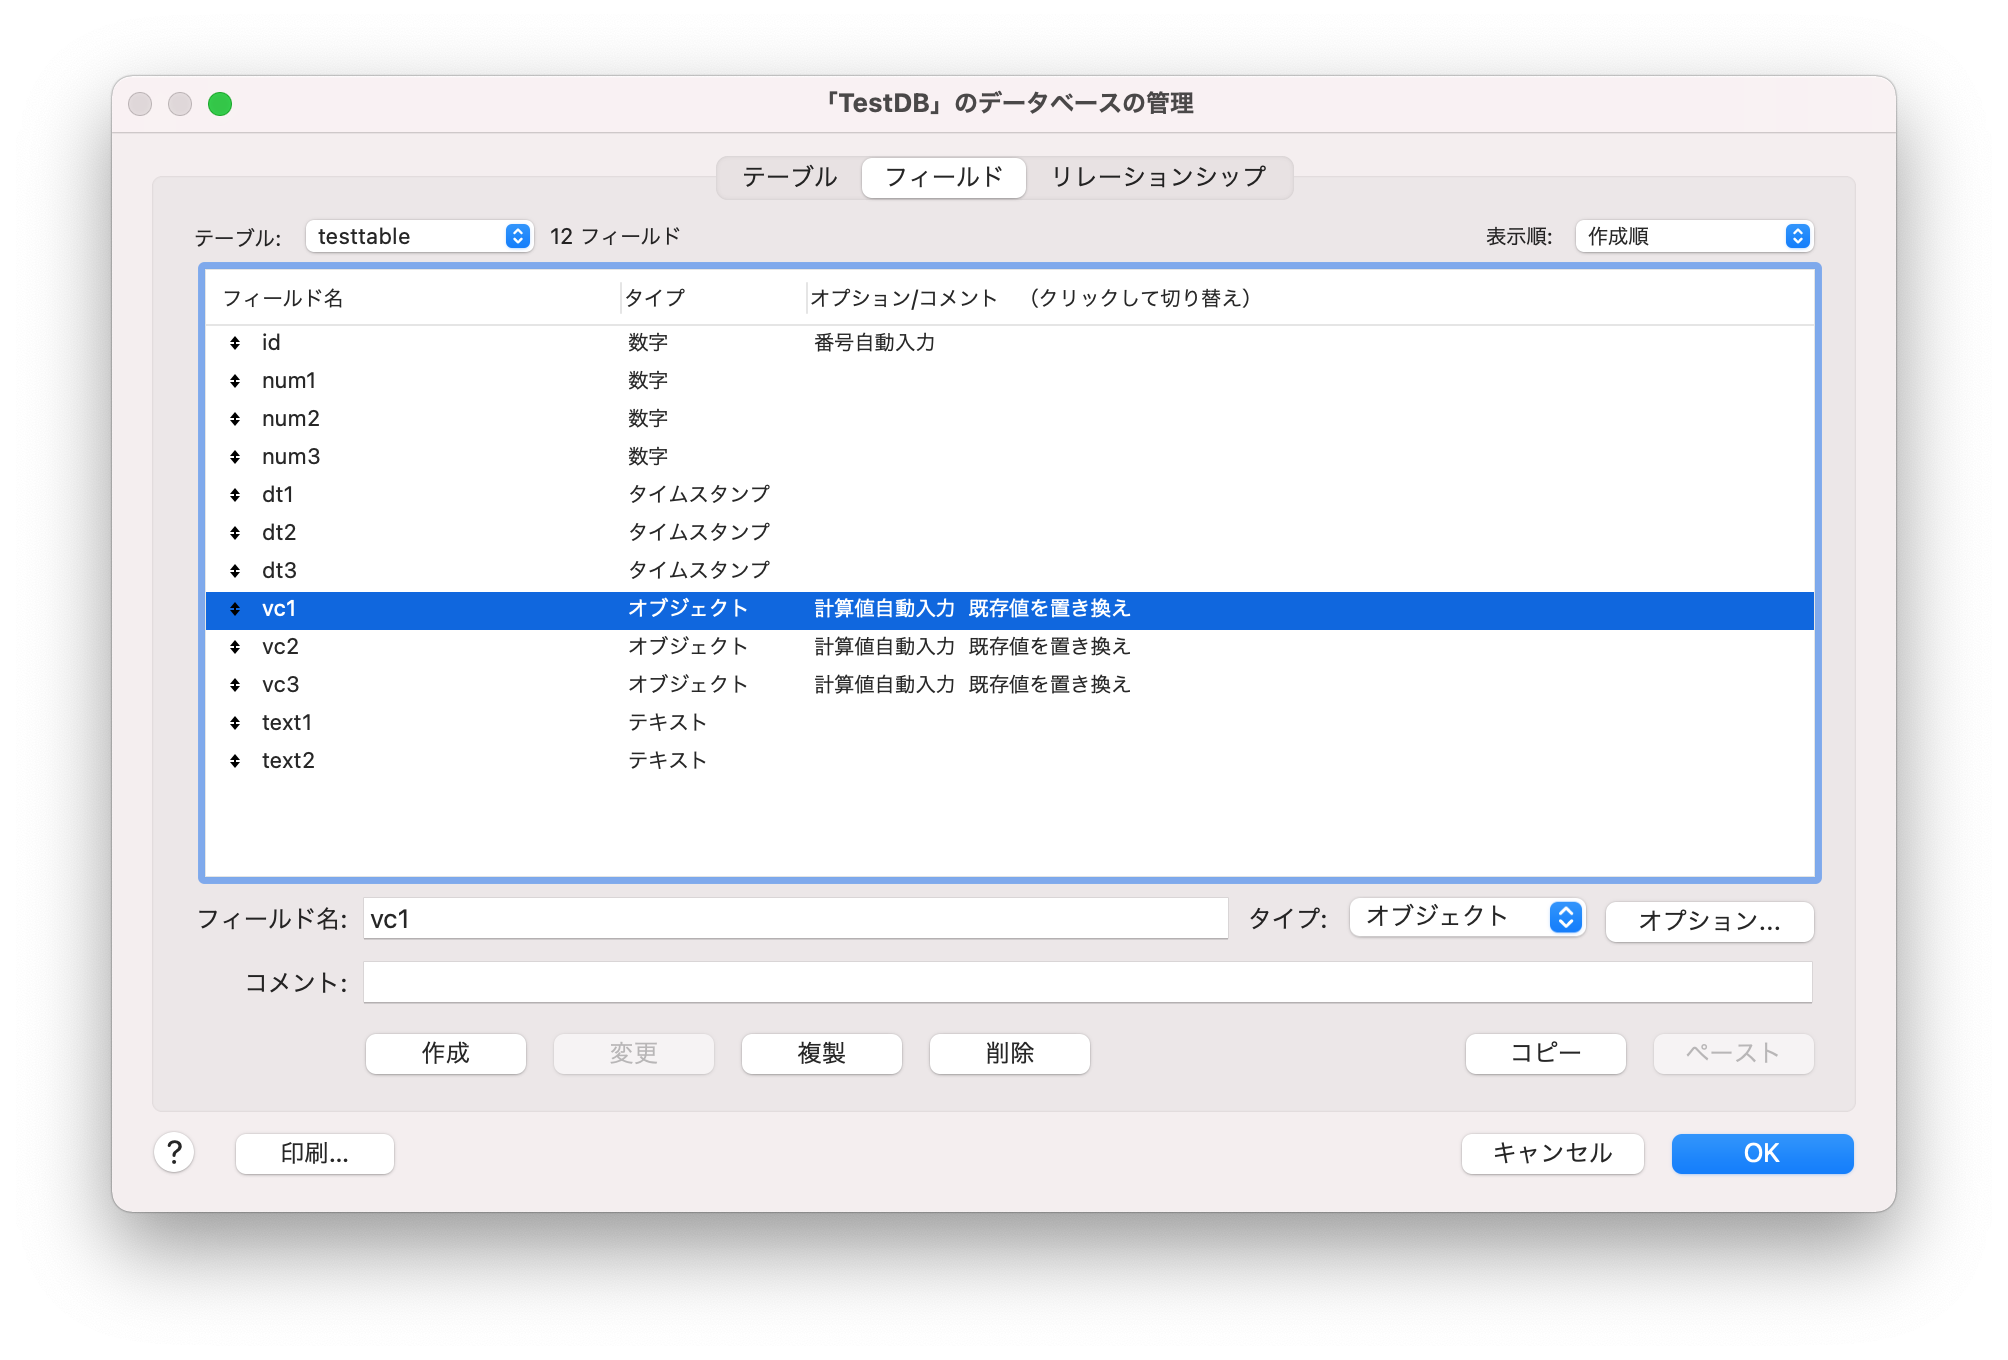 「TestDB」のデータベースの管理
テーブル フィールド リレーションシップ
テーブル: testtable 12 フィールド 表示順: 作成順
フィールド名 タイプ オプション/コメント （クリックして切り替え）
id 数字 番号自動入力
num1 数字
num2 数字
num3 数字
dt1 タイムスタンプ
dt2 タイムスタンプ
dt3 タイムスタンプ
vc1 オブジェクト 計算値自動入力 既存値を置き換え
vc2 オブジェクト 計算値自動入力 既存値を置き換え
vc3 オブジェクト 計算値自動入力 既存値を置き換え
text1 テキスト
text2 テキスト
フィールド名: vc1 タイプ: オブジェクト オプション...
コメント:
作成 変更 複製 削除 コピー ペースト
? 印刷... キャンセル OK